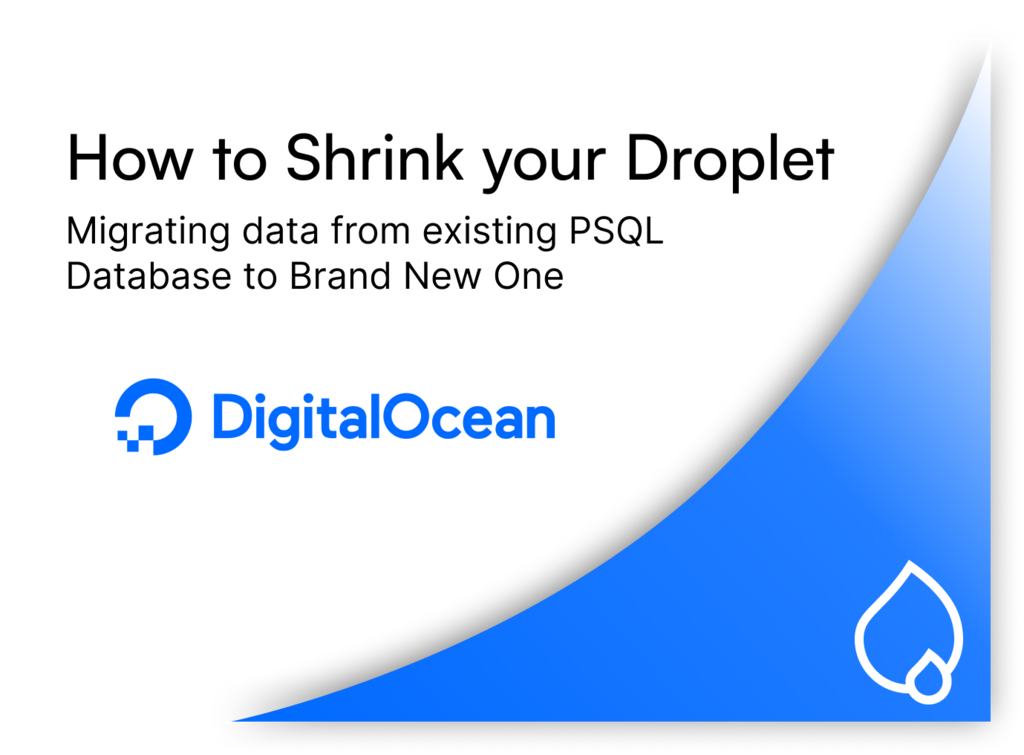 How to Shrink your Droplet
Migrating data from existing PSQL
Database to Brand New One
DigitalOcean